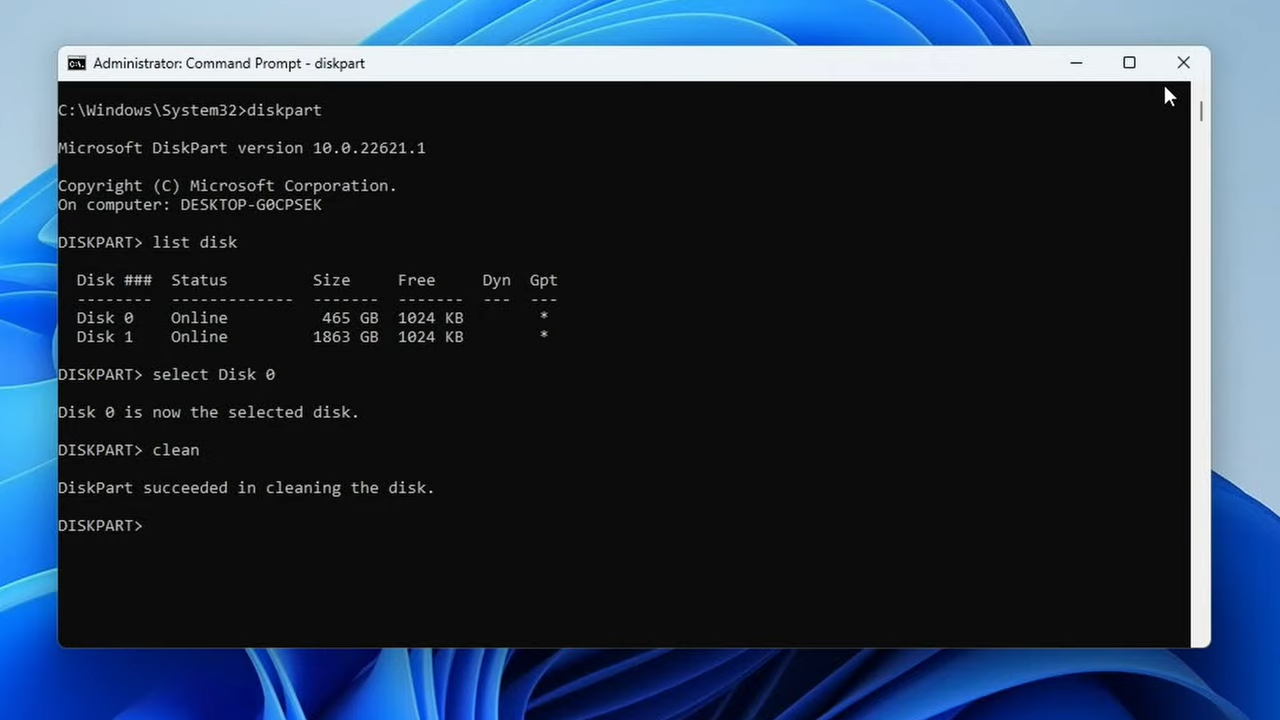 Administrator: Command Prompt - diskpart
C:\Windows\System32>diskpart
Microsoft DiskPart version 10.0.22621.1
Copyright (C) Microsoft Corporation.
On computer: DESKTOP-G0CPSEK
DISKPART> list disk
  Disk ###  Status         Size     Free     Dyn  Gpt
  --------  -------------  -------  -------  ---  ---
  Disk 0    Online          465 GB  1024 KB        *
  Disk 1    Online         1863 GB  1024 KB        *
DISKPART> select Disk 0
Disk 0 is now the selected disk.
DISKPART> clean
DiskPart succeeded in cleaning the disk.
DISKPART>